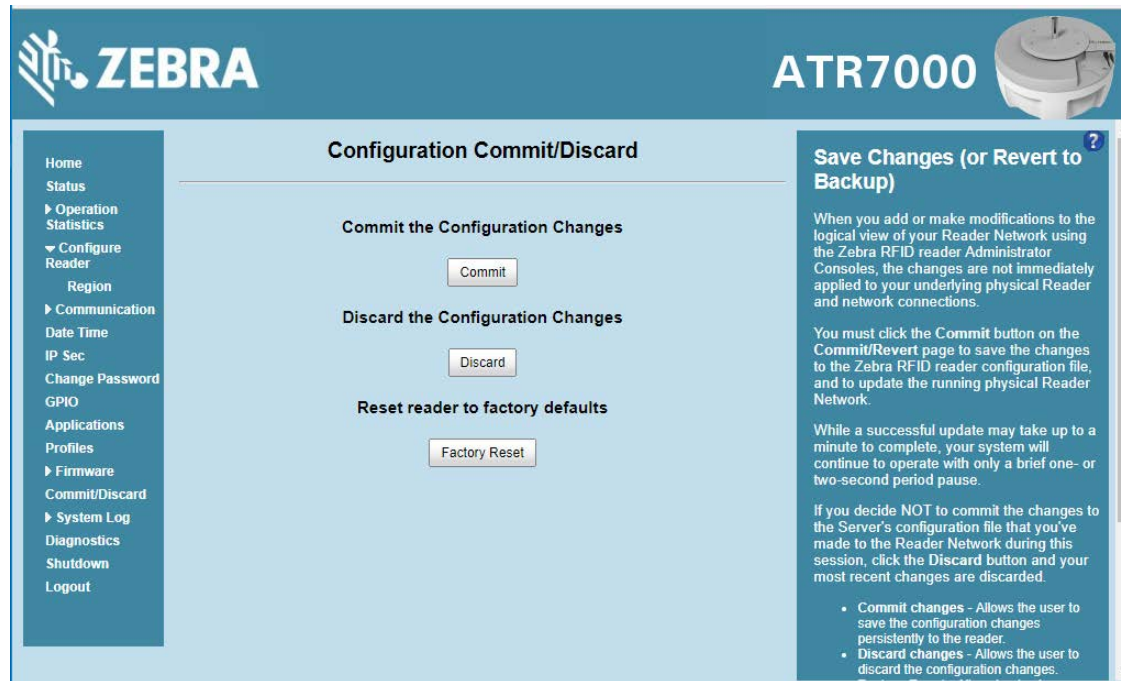 ZEBRA
ATR7000
Home
Status
Operation
Statistics
Configure
Reader
Region
Communication
Date Time
IP Sec
Change Password
GPIO
Applications
Profiles
Firmware
Commit/Discard
System Log
Diagnostics
Shutdown
Logout
Configuration Commit/Discard
Commit the Configuration Changes
Commit
Discard the Configuration Changes
Discard
Reset reader to factory defaults
Factory Reset
?
Save Changes (or Revert to
Backup)
When you add or make modifications to the
logical view of your Reader Network using
the Zebra RFID reader Administrator
Consoles, the changes are not immediately
applied to your underlying physical Reader
and network connections.
You must click the Commit button on the
Commit/Revert page to save the changes
to the Zebra RFID reader configuration file,
and to update the running physical Reader
Network.
While a successful update may take up to a
minute to complete, your system will
continue to operate with only a brief one- or
two-second period pause.
If you decide NOT to commit the changes to
the Server's configuration file that you've
made to the Reader Network during this
session, click the Discard button and your
most recent changes are discarded.
• Commit changes - Allows the user to
save the configuration changes
persistently to the reader.
• Discard changes - Allows the user to
discard the configuration changes.